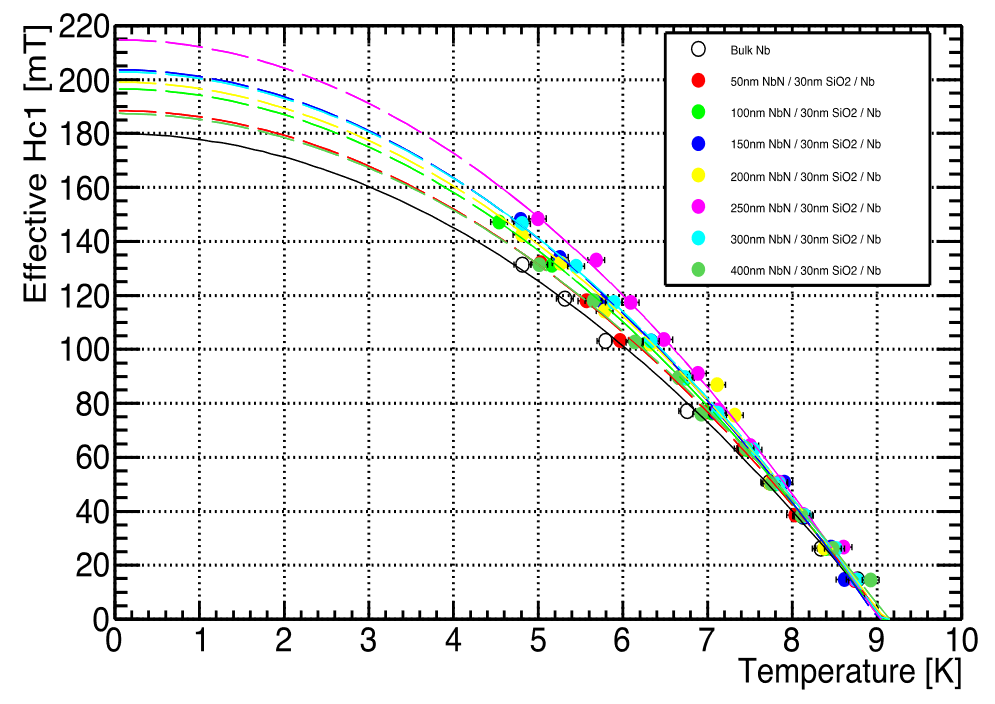 Effective Hc1 [mT]
220
200
180
160
140
120
100
80
60
40
20
0
0 1 2 3 4 5 6 7 8 9 10
Temperature [K]
Bulk Nb
50nm NbN / 30nm SiO2 / Nb
100nm NbN / 30nm SiO2 / Nb
150nm NbN / 30nm SiO2 / Nb
200nm NbN / 30nm SiO2 / Nb
250nm NbN / 30nm SiO2 / Nb
300nm NbN / 30nm SiO2 / Nb
400nm NbN / 30nm SiO2 / Nb